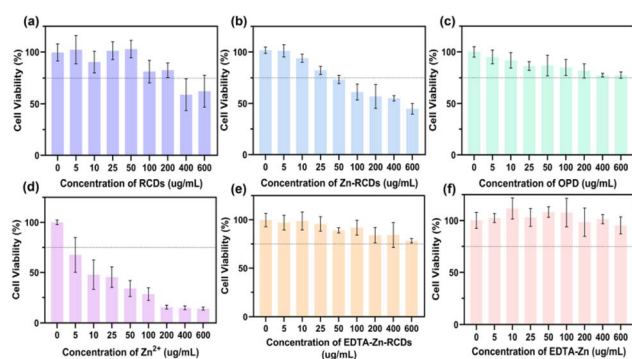 (a)
Cell Viability (%)
100
50
0
0 5 10 25 50 100 200 400 600
Concentration of RCDs (ug/mL)
(b)
Cell Viability (%)
100
50
0
0 5 10 25 50 100 200 400 600
Concentration of Zn-RCDs (ug/mL)
(c)
Cell Viability (%)
100
50
0
0 5 10 25 50 100 200 400 600
Concentration of OPD (ug/mL)
(d)
Cell Viability (%)
100
50
0
0 5 10 25 50 100 200 400 600
Concentration of Zn²⁺ (ug/mL)
(e)
Cell Viability (%)
100
50
0
0 5 10 25 50 100 200 400 600
Concentration of EDTA-Zn-RCDs
(ug/mL)
(f)
Cell Viability (%)
100
50
0
0 5 10 25 50 100 200 400 600
Concentration of EDTA-Zn (ug/mL)